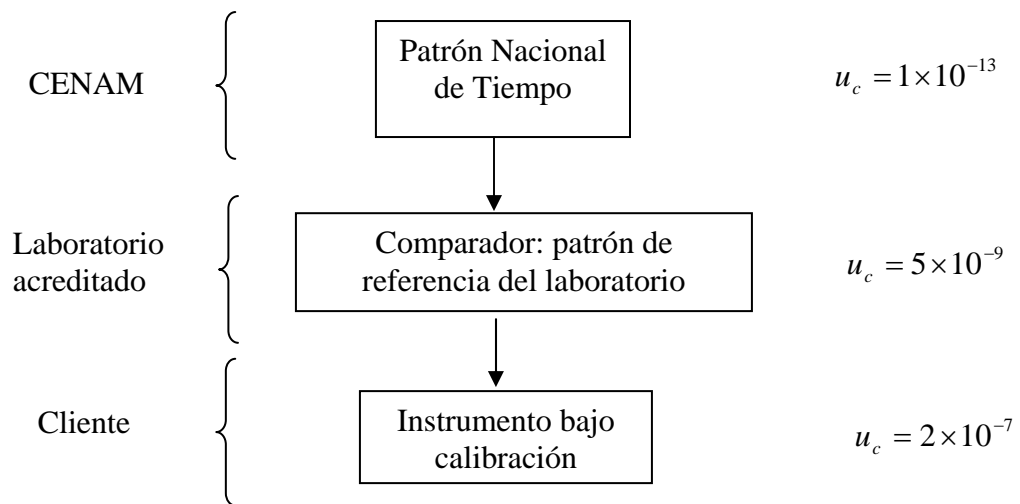 CENAM
Patrón Nacional
de Tiempo
u_c = 1×10^{-13}
Laboratorio
acreditado
Comparador: patrón de
referencia del laboratorio
u_c = 5×10^{-9}
Cliente
Instrumento bajo
calibración
u_c = 2×10^{-7}